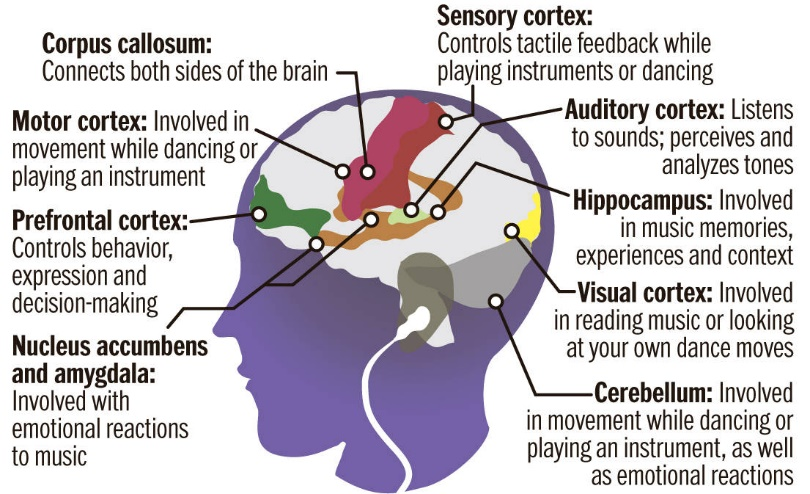 Corpus callosum:
Connects both sides of the brain
Motor cortex: Involved in
movement while dancing or
playing an instrument
Prefrontal cortex:
Controls behavior,
expression and
decision-making
Nucleus accumbens
and amygdala:
Involved with
emotional reactions
to music
Sensory cortex:
Controls tactile feedback while
playing instruments or dancing
Auditory cortex: Listens
to sounds; perceives and
analyzes tones
Hippocampus: Involved
in music memories,
experiences and context
Visual cortex: Involved
in reading music or looking
at your own dance moves
Cerebellum: Involved
in movement while dancing or
playing an instrument, as well
as emotional reactions